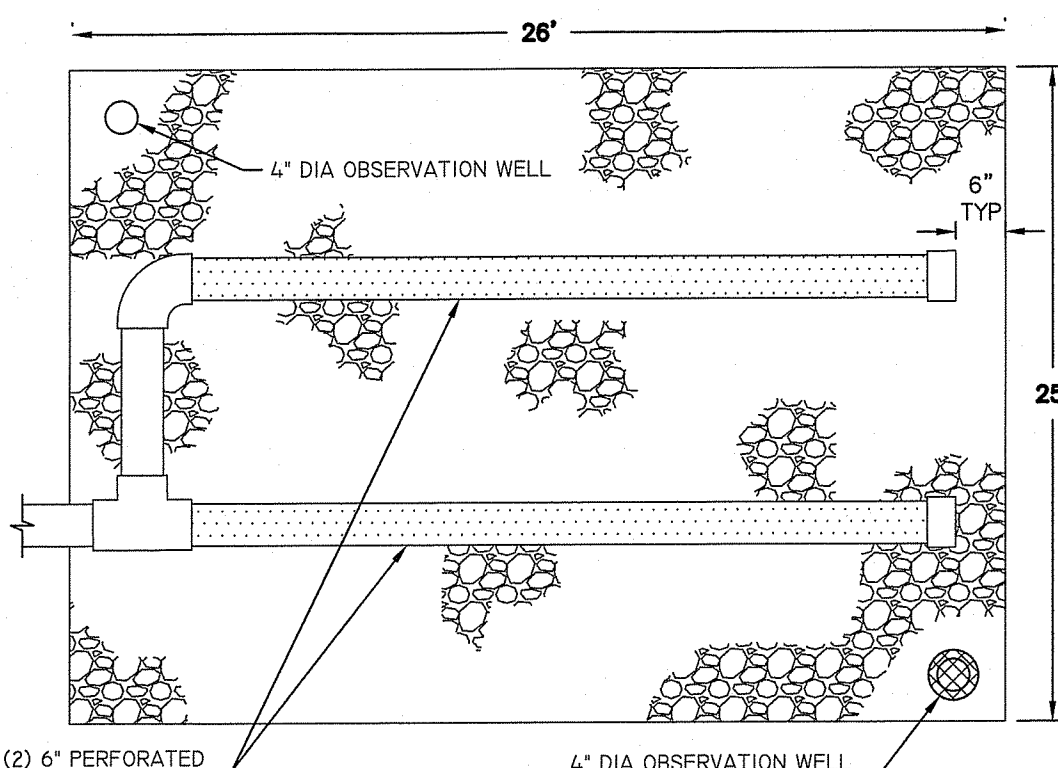 26'
4" DIA OBSERVATION WELL
6"
TYP
25
(2) 6" PERFORATED
4" DIA OBSERVATION WELL